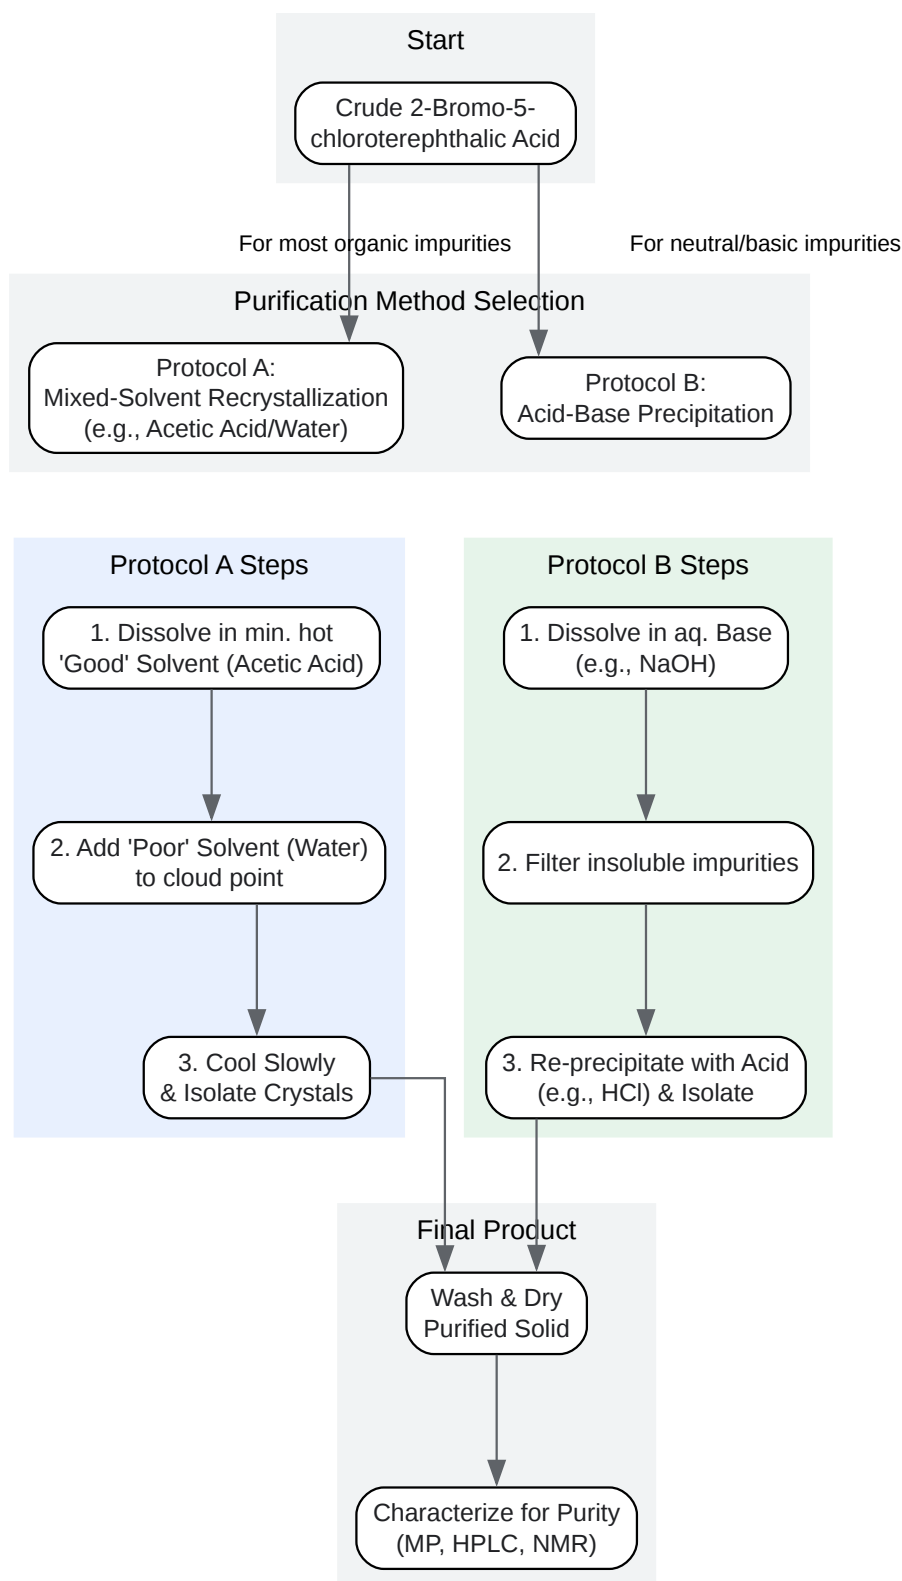 Start
Crude 2-Bromo-5-
chloroterephthalic Acid
For most organic impurities
For neutral/basic impurities
Purification Method Selection
Protocol A:
Mixed-Solvent Recrystallization
(e.g., Acetic Acid/Water)
Protocol B:
Acid-Base Precipitation
Protocol A Steps
1. Dissolve in min. hot
'Good' Solvent (Acetic Acid)
2. Add 'Poor' Solvent (Water)
to cloud point
3. Cool Slowly
& Isolate Crystals
Protocol B Steps
1. Dissolve in aq. Base
(e.g., NaOH)
2. Filter insoluble impurities
3. Re-precipitate with Acid
(e.g., HCl) & Isolate
Final Product
Wash & Dry
Purified Solid
Characterize for Purity
(MP, HPLC, NMR)